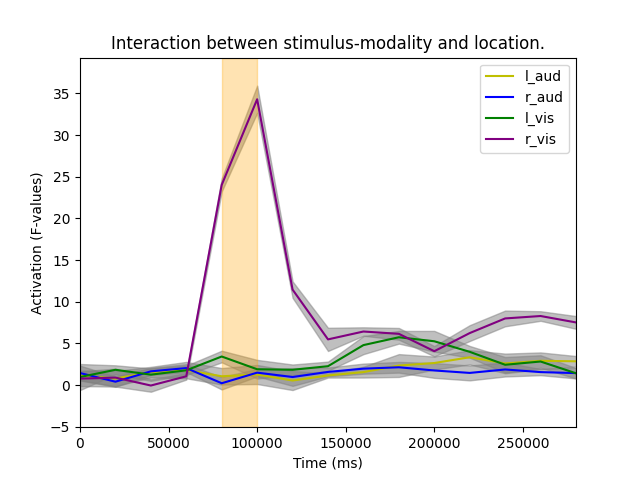 Interaction between stimulus-modality and location.
l_aud
r_aud
l_vis
r_vis
Activation (F-values)
35
30
25
20
15
10
5
0
−5
0 50000 100000 150000 200000 250000
Time (ms)